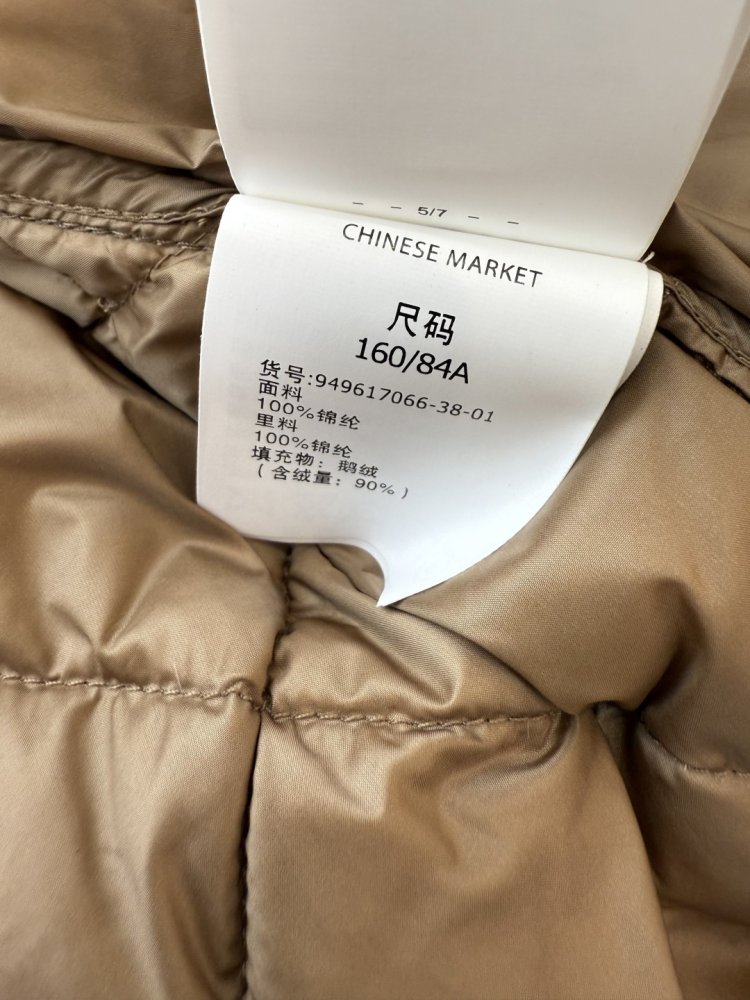 — — 5/7 — —
CHINESE MARKET
尺码
160/84A
货号:949617066-38-01
面料
100%锦纶
里料
100%锦纶
填充物：鹅绒
（含绒量：90%）